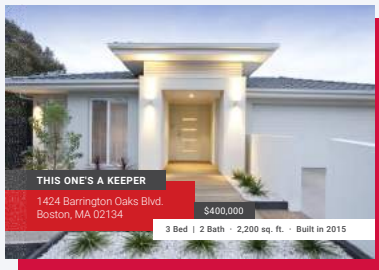 THIS ONE'S A KEEPER
1424 Barrington Oaks Blvd.
Boston, MA 02134
$400,000
3 Bed | 2 Bath · 2,200 sq. ft. · Built in 2015